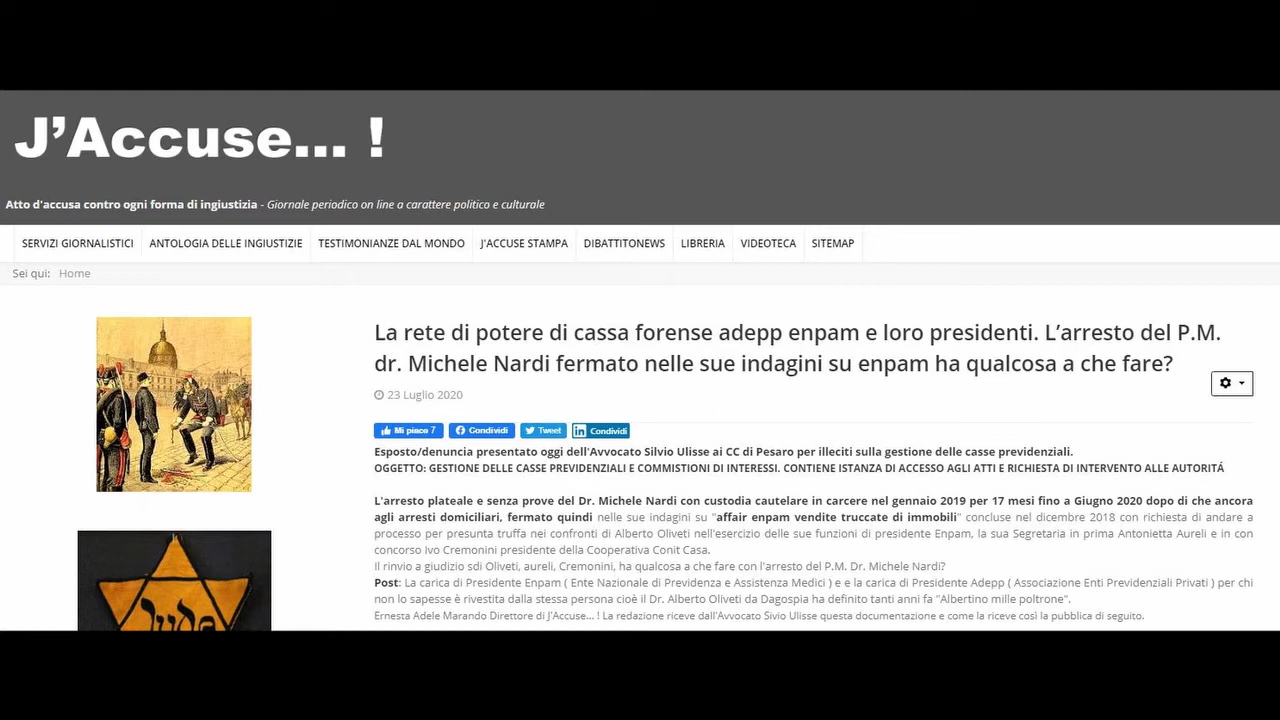 J'Accuse... !
Atto d'accusa contro ogni forma di ingiustizia - Giornale periodico on line a carattere politico e culturale
SERVIZI GIORNALISTICI ANTOLOGIA DELLE INGIUSTIZIE TESTIMONIANZE DAL MONDO J'ACCUSE STAMPA DIBATTITONEWS LIBRERIA VIDEOTECA SITEMAP
Sei qui: Home
La rete di potere di cassa forense adepp enpam e loro presidenti. L'arresto del P.M.
dr. Michele Nardi fermato nelle sue indagini su enpam ha qualcosa a che fare?
23 Luglio 2020
Mi piace 7 Condividi Tweet Condividi
Esposto/denuncia presentato oggi dell'Avvocato Silvio Ulisse ai CC di Pesaro per illeciti sulla gestione delle casse previdenziali.
OGGETTO: GESTIONE DELLE CASSE PREVIDENZIALI E COMMISTIONI DI INTERESSI. CONTIENE ISTANZA DI ACCESSO AGLI ATTI E RICHIESTA DI INTERVENTO ALLE AUTORITÁ
L'arresto plateale e senza prove del Dr. Michele Nardi con custodia cautelare in carcere nel gennaio 2019 per 17 mesi fino a Giugno 2020 dopo di che ancora
agli arresti domiciliari, fermato quindi nelle sue indagini su "affair enpam vendite truccate di immobili" concluse nel dicembre 2018 con richiesta di andare a
processo per presunta truffa nei confronti di Alberto Oliveti nell'esercizio delle sue funzioni di presidente Enpam, la sua Segretaria in prima Antonietta Aureli e in con
concorso Ivo Cremonini presidente della Cooperativa Conit Casa.
Il rinvio a giudizio sdi Oliveti, aureli, Cremonini, ha qualcosa a che fare con l'arresto del P.M. Dr. Michele Nardi?
Post: La carica di Presidente Enpam ( Ente Nazionale di Previdenza e Assistenza Medici ) e e la carica di Presidente Adepp ( Associazione Enti Previdenziali Privati ) per chi
non lo sapesse è rivestita dalla stessa persona cioè il Dr. Alberto Oliveti da Dagospia ha definito tanti anni fa "Albertino mille poltrone".
Ernesta Adele Marando Direttore di J'Accuse... ! La redazione riceve dall'Avvocato Sivio Ulisse questa documentazione e come la riceve così la pubblica di seguito.
Jude